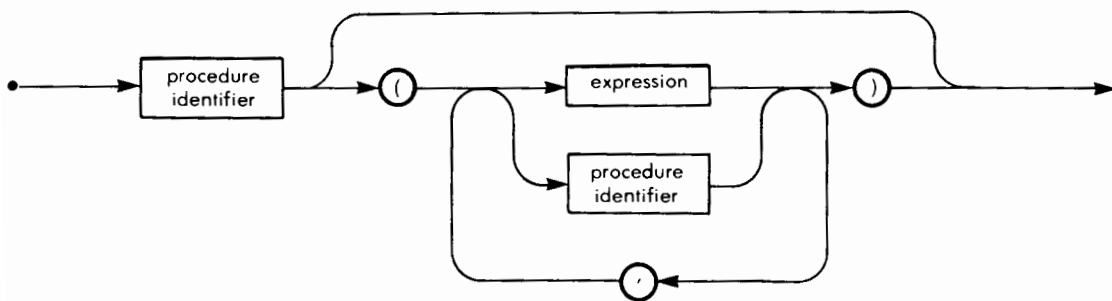 procedure
identifier
(
expression
)
procedure
identifier
,